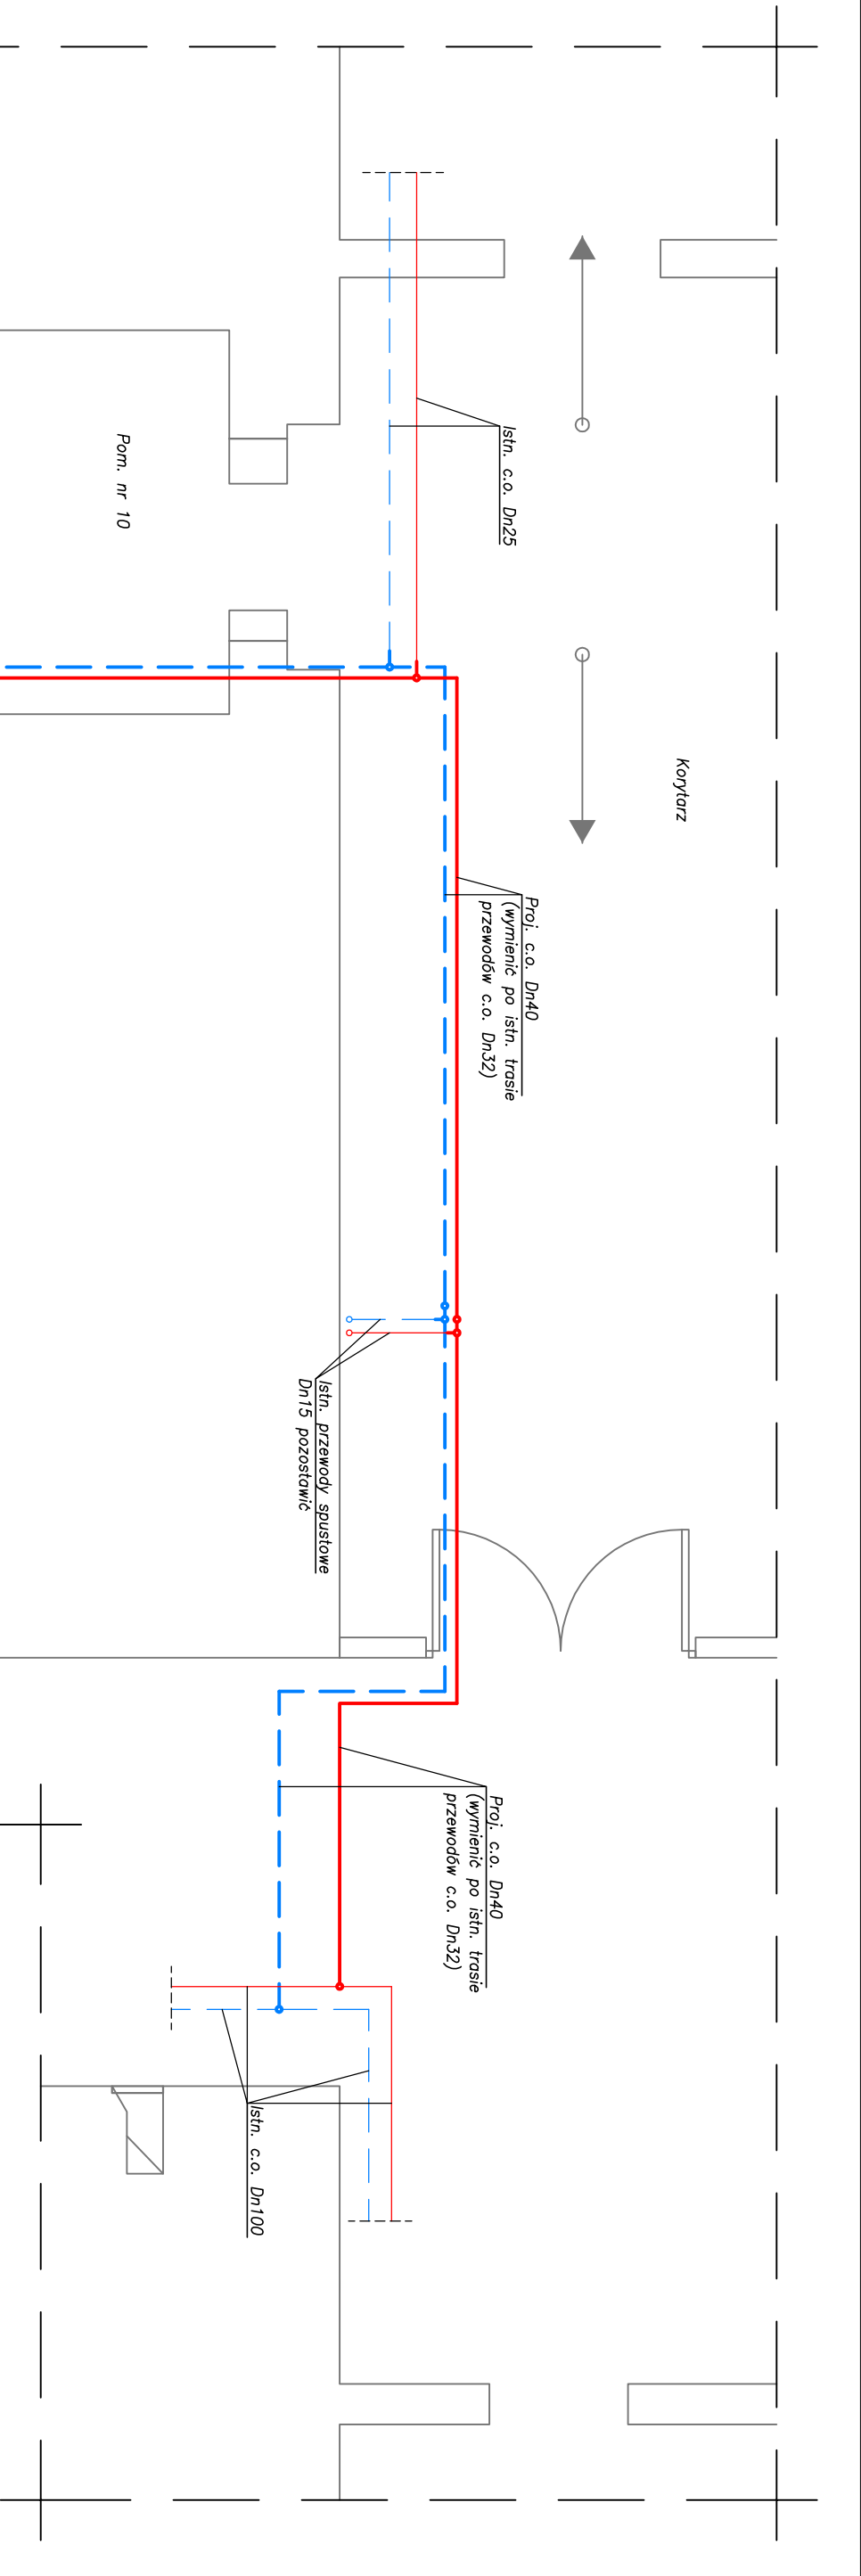 Pom. nr 10
Istn. c.o. Dn25
Korytarz
Proj. c.o. Dn40
(wymienić po istn. trasie
przewodów c.o. Dn32)
Istn. przewody spustowe
Dn15 pozostawić
Proj. c.o. Dn40
(wymienić po istn. trasie
przewodów c.o. Dn32)
Istn. c.o. Dn100